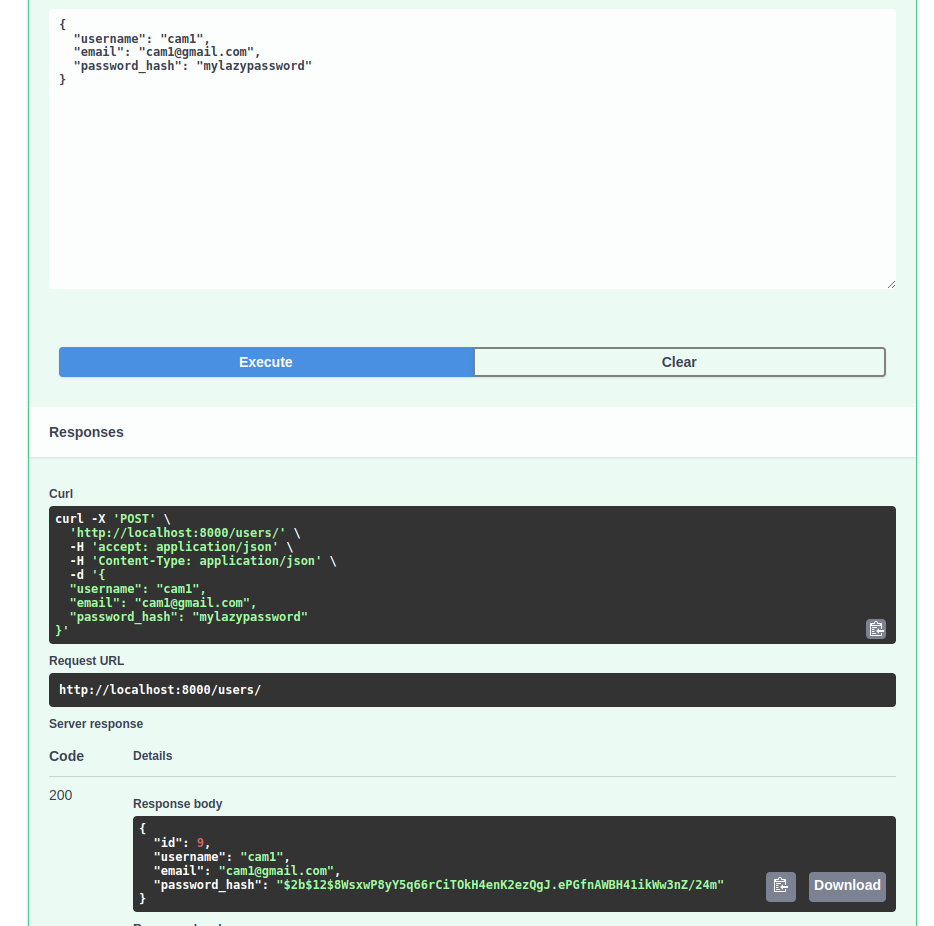 {
  "username": "cam1",
  "email": "cam1@gmail.com",
  "password_hash": "mylazypassword"
}
Execute
Clear
Responses
Curl
curl -X 'POST' \
  'http://localhost:8000/users/' \
  -H 'accept: application/json' \
  -H 'Content-Type: application/json' \
  -d '{
  "username": "cam1",
  "email": "cam1@gmail.com",
  "password_hash": "mylazypassword"
}'
Request URL
http://localhost:8000/users/
Server response
Code Details
200
Response body
{
  "id": 9,
  "username": "cam1",
  "email": "cam1@gmail.com",
  "password_hash": "$2b$12$8WsxwP8yY5q66rCiTOkH4enK2ezQgJ.ePGfnAWBH41ikWw3nZ/24m"
}
Download